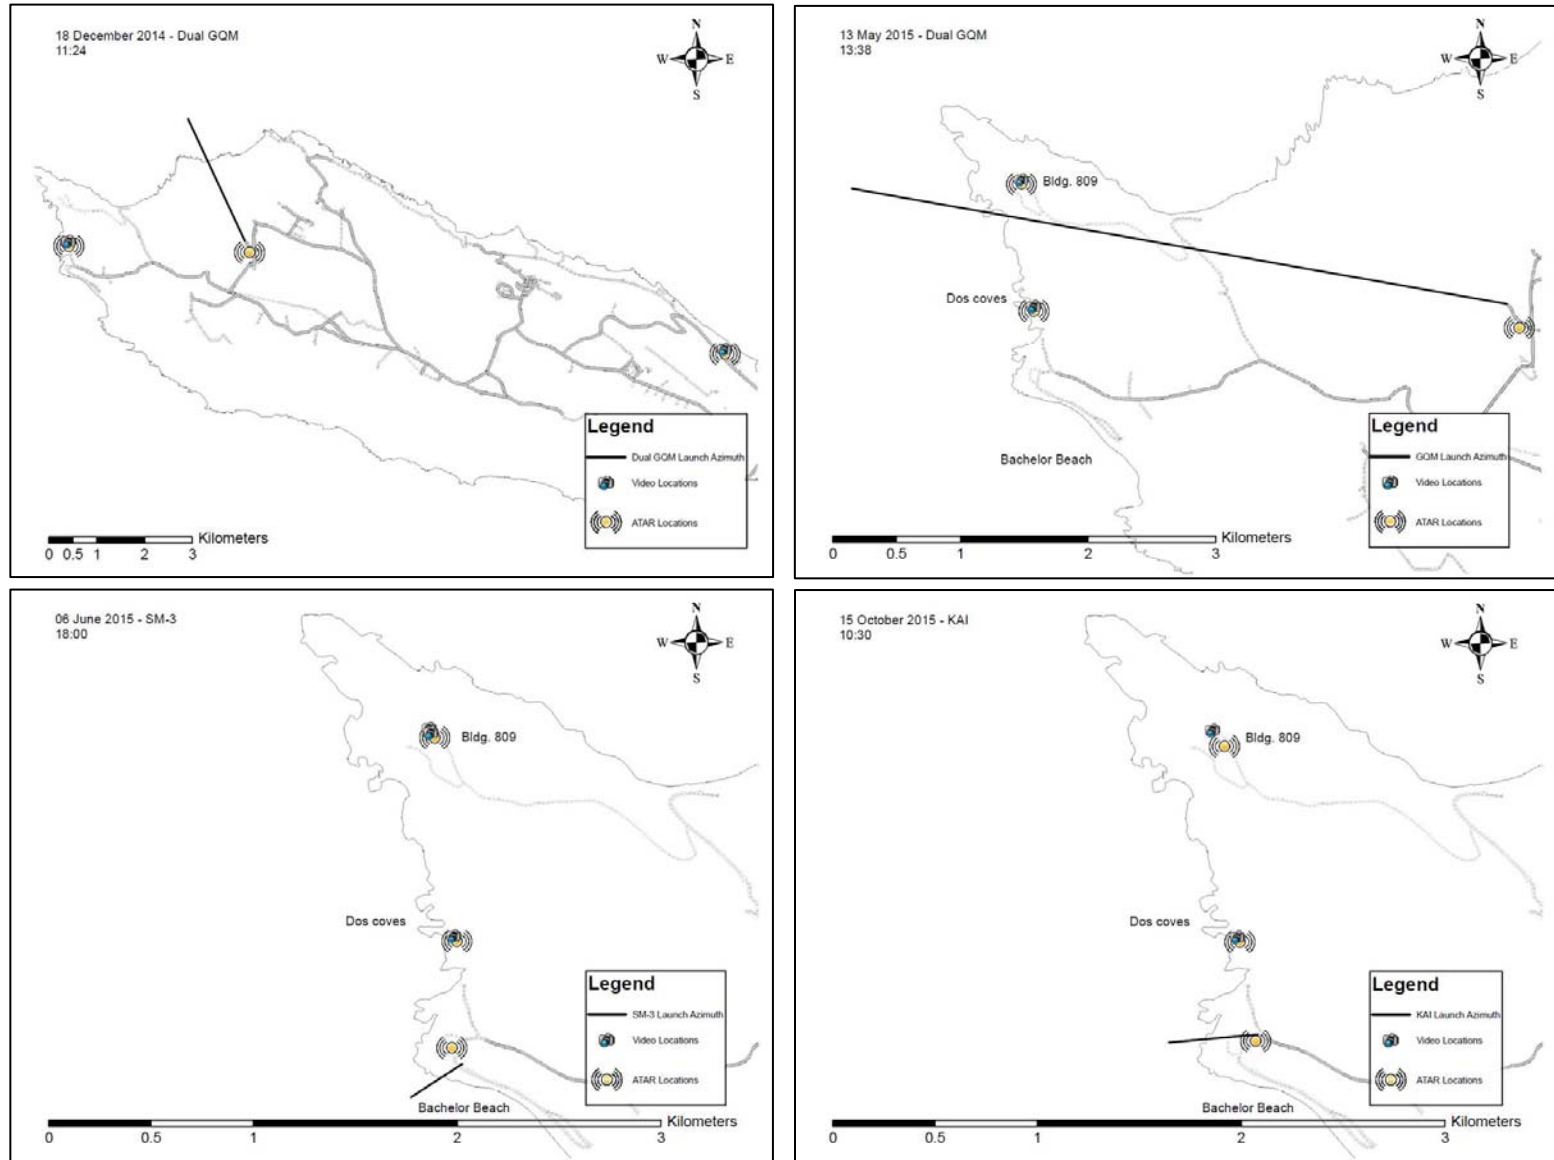 18 December 2014 - Dual GQM
11:24
N
W E
S
Legend
Dual GQM Launch Azimuth
Video Locations
ATAR Locations
Kilometers
0 0.5 1 2 3
13 May 2015 - Dual GQM
13:38
N
W E
S
Bldg. 809
Dos coves
Bachelor Beach
Legend
GQM Launch Azimuth
Video Locations
ATAR Locations
Kilometers
0 0.5 1 2 3
06 June 2015 - SM-3
18:00
N
W E
S
Bldg. 809
Dos coves
Legend
SM-3 Launch Azimuth
Video Locations
ATAR Locations
Bachelor Beach
Kilometers
0 0.5 1 2 3
15 October 2015 - KAI
10:30
N
W E
S
Bldg. 809
Dos coves
Legend
KAI Launch Azimuth
Video Locations
ATAR Locations
Bachelor Beach
Kilometers
0 0.5 1 2 3